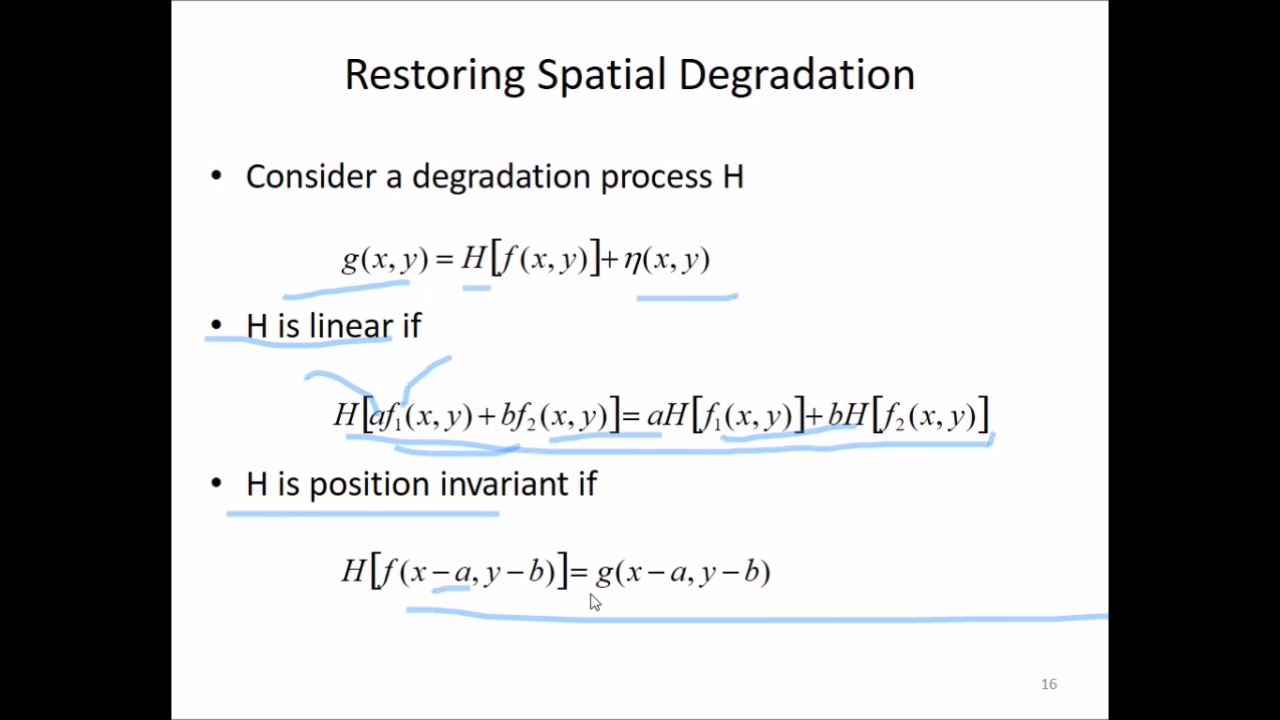 Restoring Spatial Degradation
• Consider a degradation process H
g(x, y) = H[f(x, y)] + η(x, y)
• H is linear if
H[af₁(x, y) + bf₂(x, y)] = aH[f₁(x, y)] + bH[f₂(x, y)]
• H is position invariant if
H[f(x − a, y − b)] = g(x − a, y − b)
16